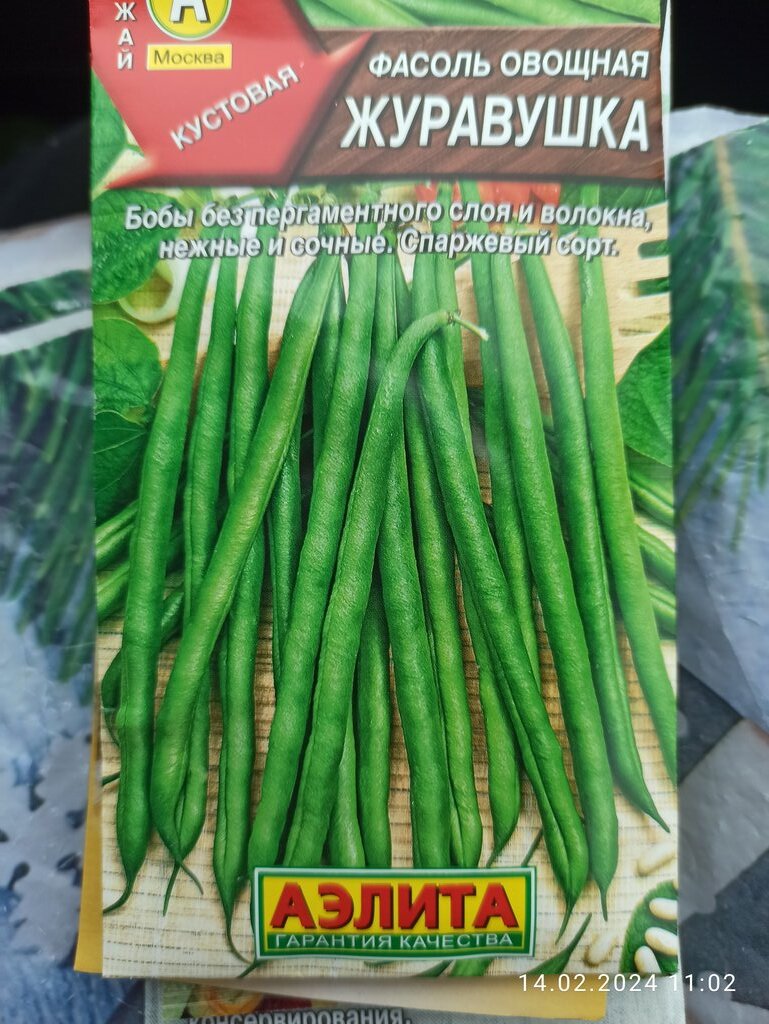 ЖАЙ
А
Москва
КУСТОВАЯ
ФАСОЛЬ ОВОЩНАЯ
ЖУРАВУШКА
Бобы без пергаментного слоя и волокна,
нежные и сочные. Спаржевый сорт.
АЭЛИТА
ГАРАНТИЯ КАЧЕСТВА
14.02.2024 11:02
консервирования.